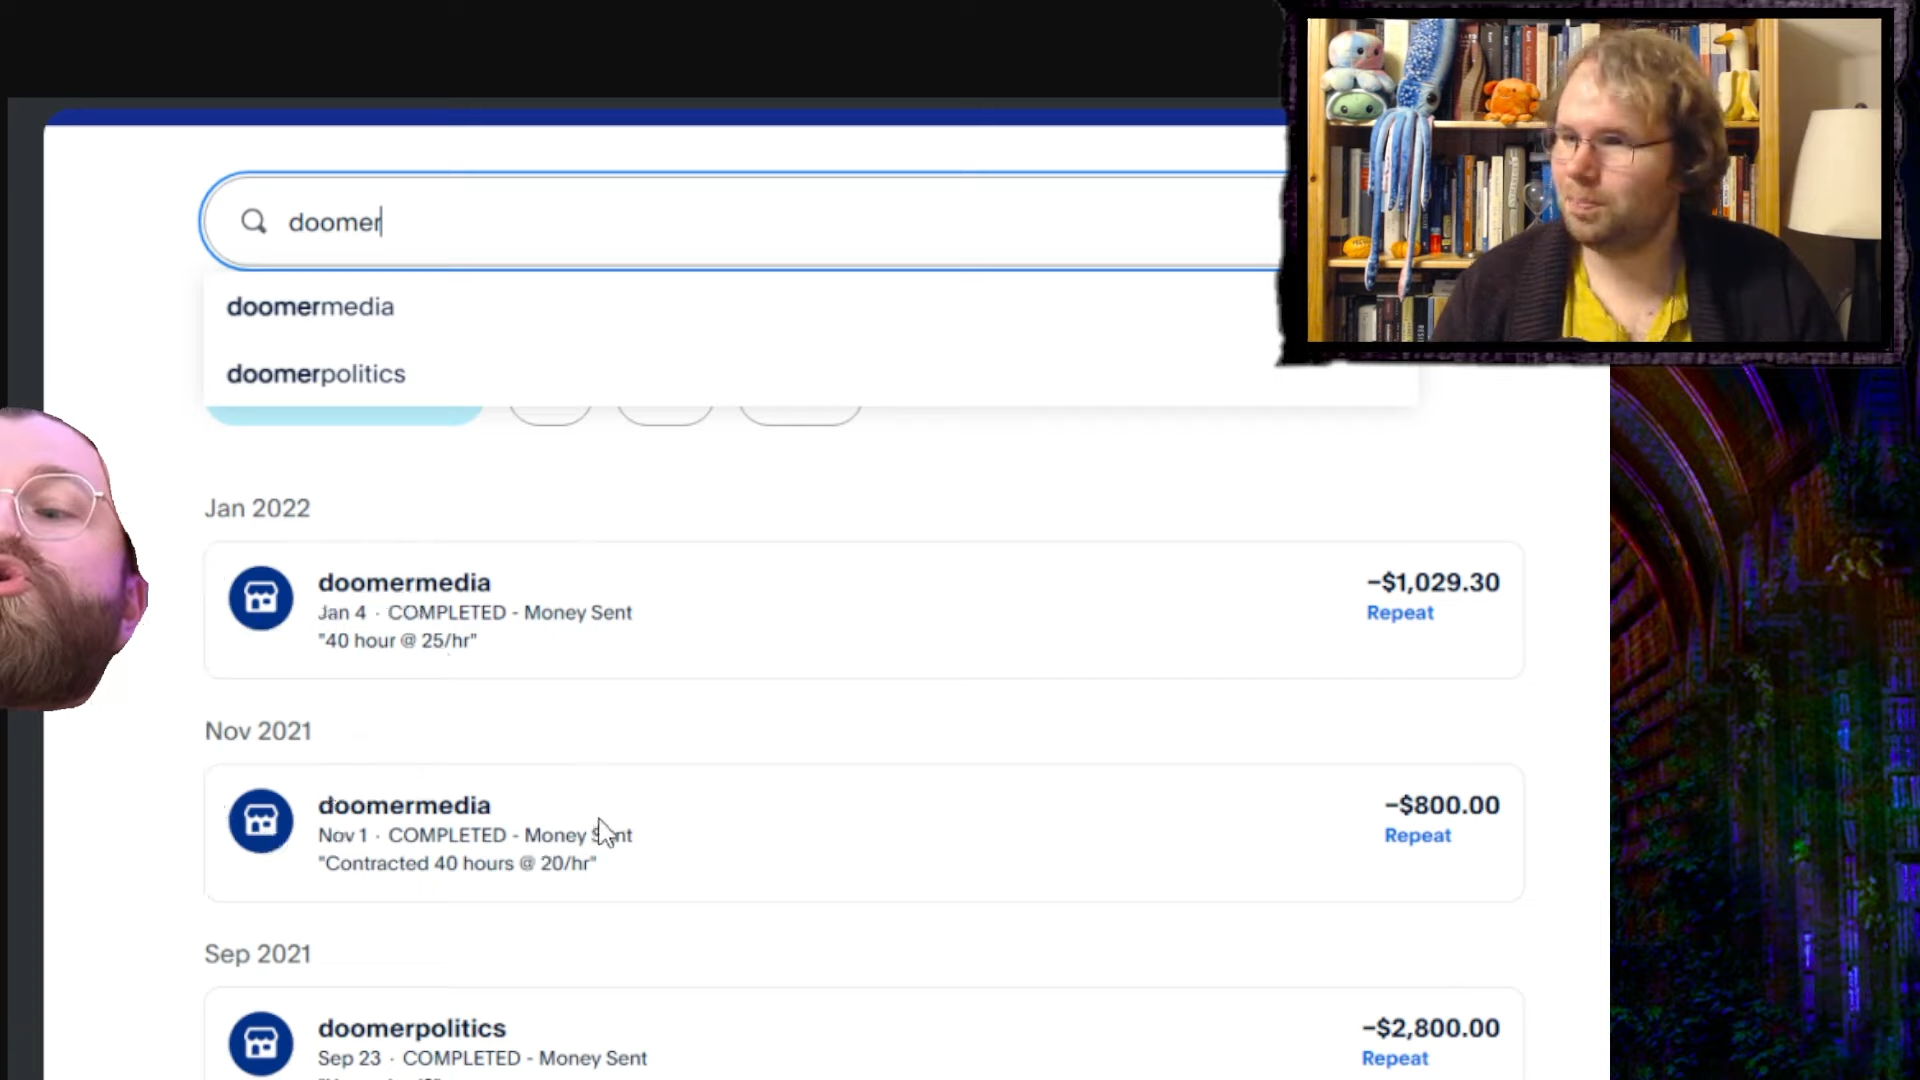 doomer
doomermedia
doomerpolitics
Jan 2022
doomermedia
−$1,029.30
Jan 4 · COMPLETED - Money Sent
Repeat
"40 hour @ 25/hr"
Nov 2021
doomermedia
−$800.00
Nov 1 · COMPLETED - Money Sent
Repeat
"Contracted 40 hours @ 20/hr"
Sep 2021
doomerpolitics
−$2,800.00
Sep 23 · COMPLETED - Money Sent
Repeat